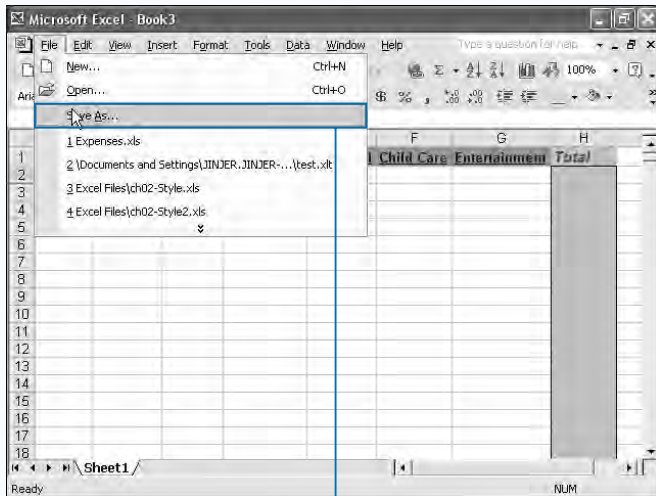 Microsoft Excel - Book3
File Edit View Insert Format Tools Data Window Help Type a question for help
New... Ctrl+N
100%
Open... Ctrl+O
$ % ,
Save As...
1 Expenses.xls
F G H
2 \Documents and Settings\JINJER.JINJER-...\test.xlt
1 Child Care Entertainment Total
2
3 Excel Files\ch02-Style.xls
3
4 Excel Files\ch02-Style2.xls
4
5
6
7
8
9
10
11
12
13
14
15
16
17
18
Sheet1
Ready NUM